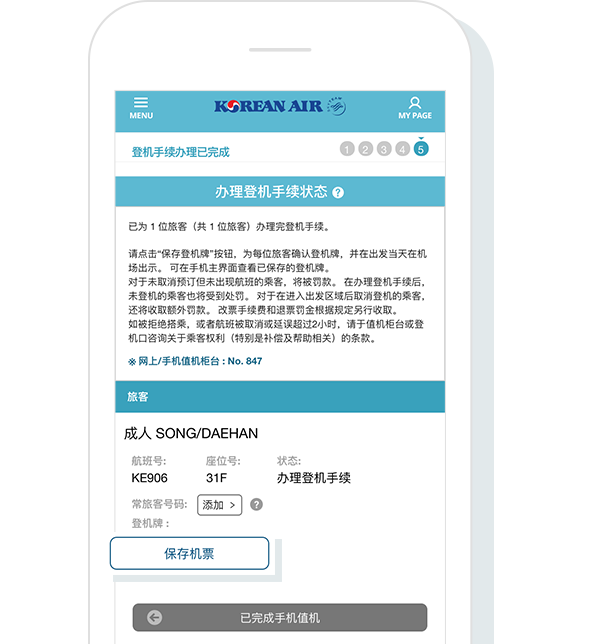 MENU
KOREAN AIR
MY PAGE
登机手续办理已完成
1 2 3 4 5
办理登机手续状态 ?
已为 1 位旅客（共 1 位旅客）办理完登机手续。
请点击“保存登机牌”按钮，为每位旅客确认登机牌，并在出发当天在机
场出示。 可在手机主界面查看已保存的登机牌。
对于未取消预订但未出现航班的乘客，将被罚款。 在办理登机手续后，
未登机的乘客也将受到处罚。 对于在进入出发区域后取消登机的乘客，
还将收取额外罚款。 改票手续费和退票罚金根据规定另行收取。
如被拒绝搭乘，或者航班被取消或延误超过2小时，请于值机柜台或登
机口咨询关于乘客权利（特别是补偿及帮助相关）的条款。
※ 网上/手机值机柜台 : No. 847
旅客
成人 SONG/DAEHAN
航班号: 座位号: 状态:
KE906 31F 办理登机手续
常旅客号码: 添加 > ?
登机牌 :
保存机票
已完成手机值机